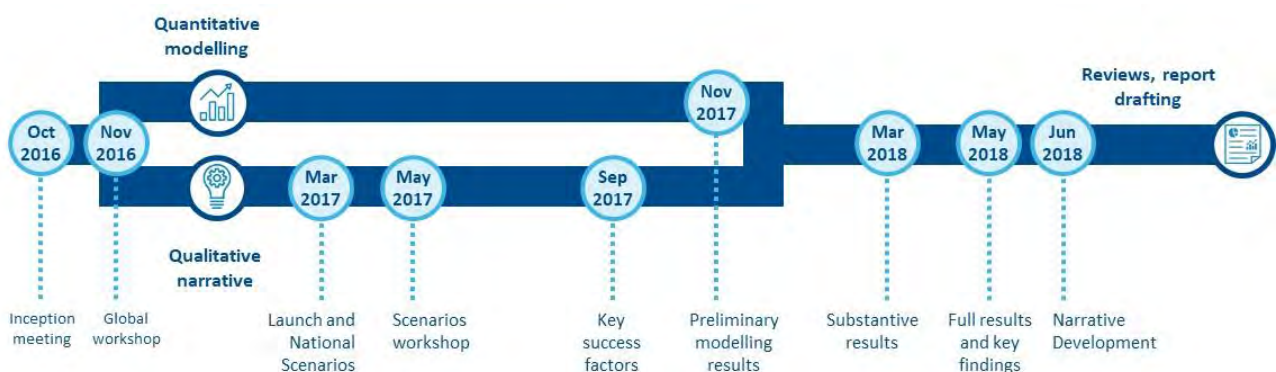 Quantitative
modelling
Reviews, report
drafting
Oct
2016
Nov
2016
Nov
2017
Mar
2018
May
2018
Jun
2018
Mar
2017
May
2017
Sep
2017
Qualitative
narrative
Inception
meeting
Global
workshop
Launch and
National
Scenarios
Scenarios
workshop
Key
success
factors
Preliminary
modelling
results
Substantive
results
Full results
and key
findings
Narrative
Development